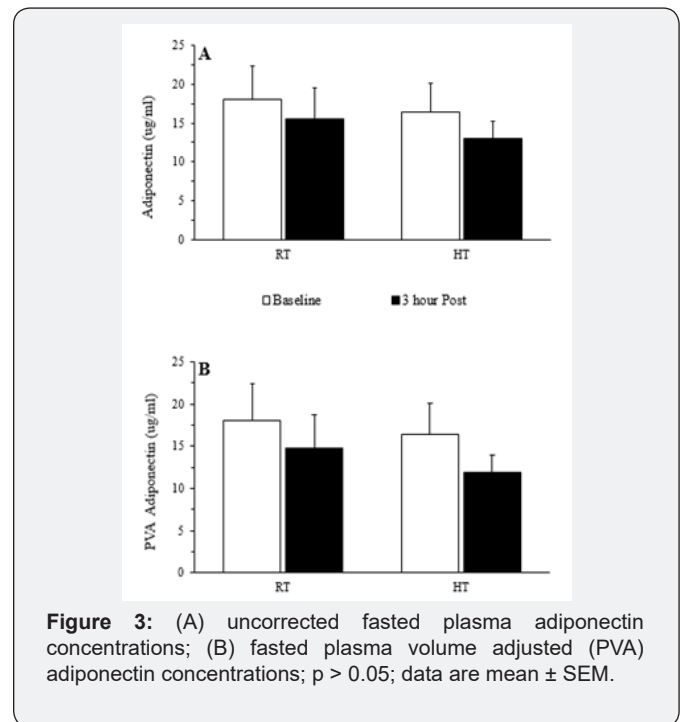 A
25
20
15
10
5
0
Adiponectin (ug/ml)
RT HT
Baseline 3 hour Post
B
25
20
15
10
5
0
PVA Adiponectin (ug/ml)
RT HT
Figure 3: (A) uncorrected fasted plasma adiponectin
concentrations; (B) fasted plasma volume adjusted (PVA)
adiponectin concentrations; p > 0.05; data are mean ± SEM.